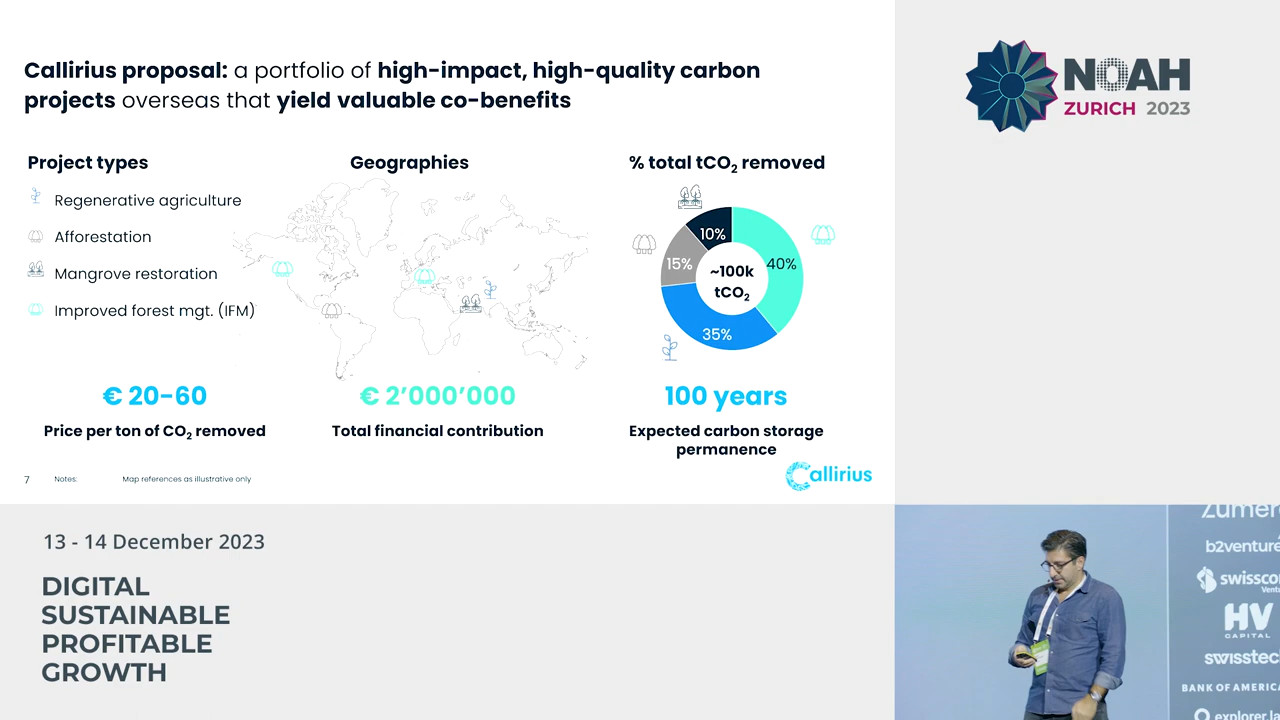 Callirius proposal: a portfolio of high-impact, high-quality carbon
projects overseas that yield valuable co-benefits
Project types
Regenerative agriculture
Afforestation
Mangrove restoration
Improved forest mgt. (IFM)
Geographies
% total tCO₂ removed
10%
40%
15%
35%
~100k
tCO₂
€ 20-60
Price per ton of CO₂ removed
€ 2’000’000
Total financial contribution
100 years
Expected carbon storage
permanence
7
Notes:
Map references as illustrative only
Callirius
NOAH
ZURICH 2023
13 - 14 December 2023
DIGITAL
SUSTAINABLE
PROFITABLE
GROWTH
b2venture
swisscom
Vent
HV
CAPITAL
swisstec
BANK OF AMERICA
explorer la